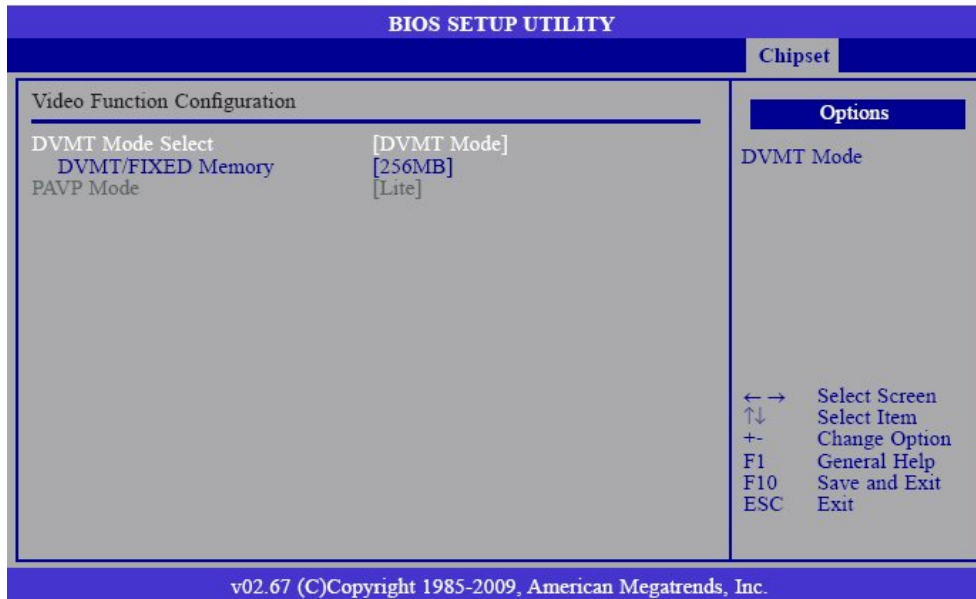 BIOS SETUP UTILITY
Chipset
Video Function Configuration
DVMT Mode Select [DVMT Mode]
DVMT/FIXED Memory [256MB]
PAVP Mode [Lite]
Options
DVMT Mode
←→ Select Screen
↑↓ Select Item
+- Change Option
F1 General Help
F10 Save and Exit
ESC Exit
v02.67 (C)Copyright 1985-2009, American Megatrends, Inc.